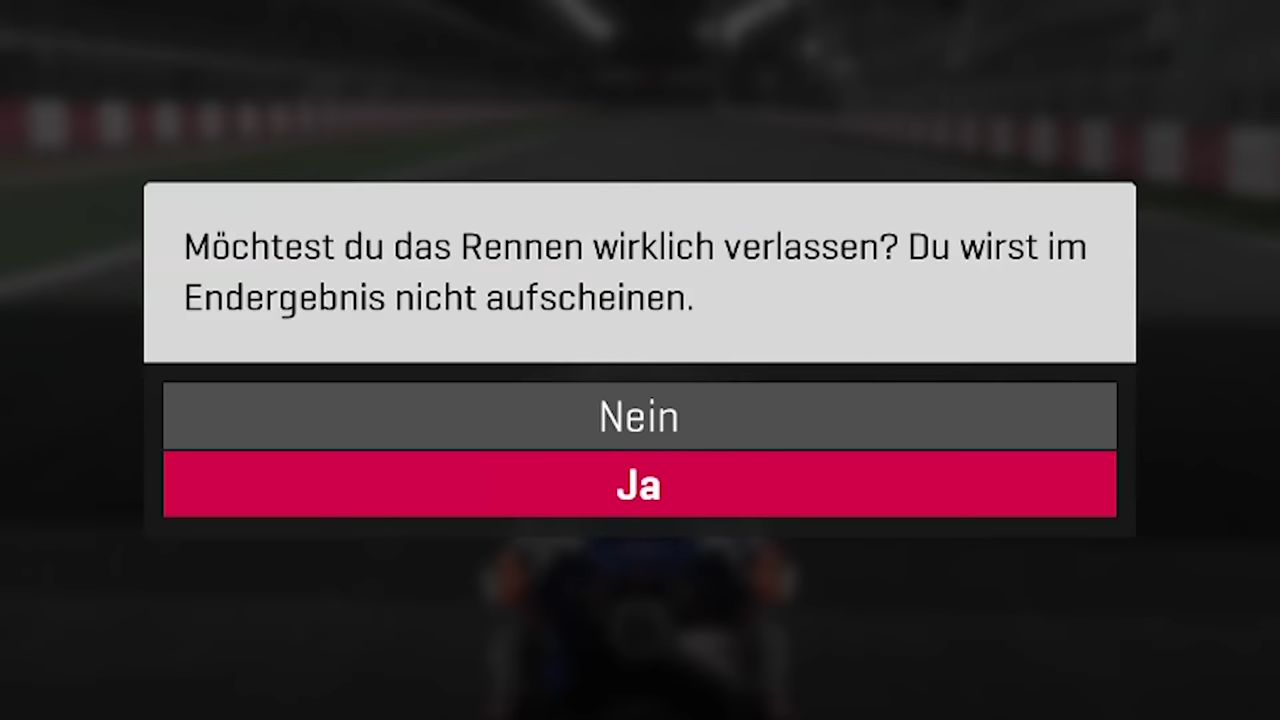 Möchtest du das Rennen wirklich verlassen? Du wirst im
Endergebnis nicht aufscheinen.
Nein
Ja